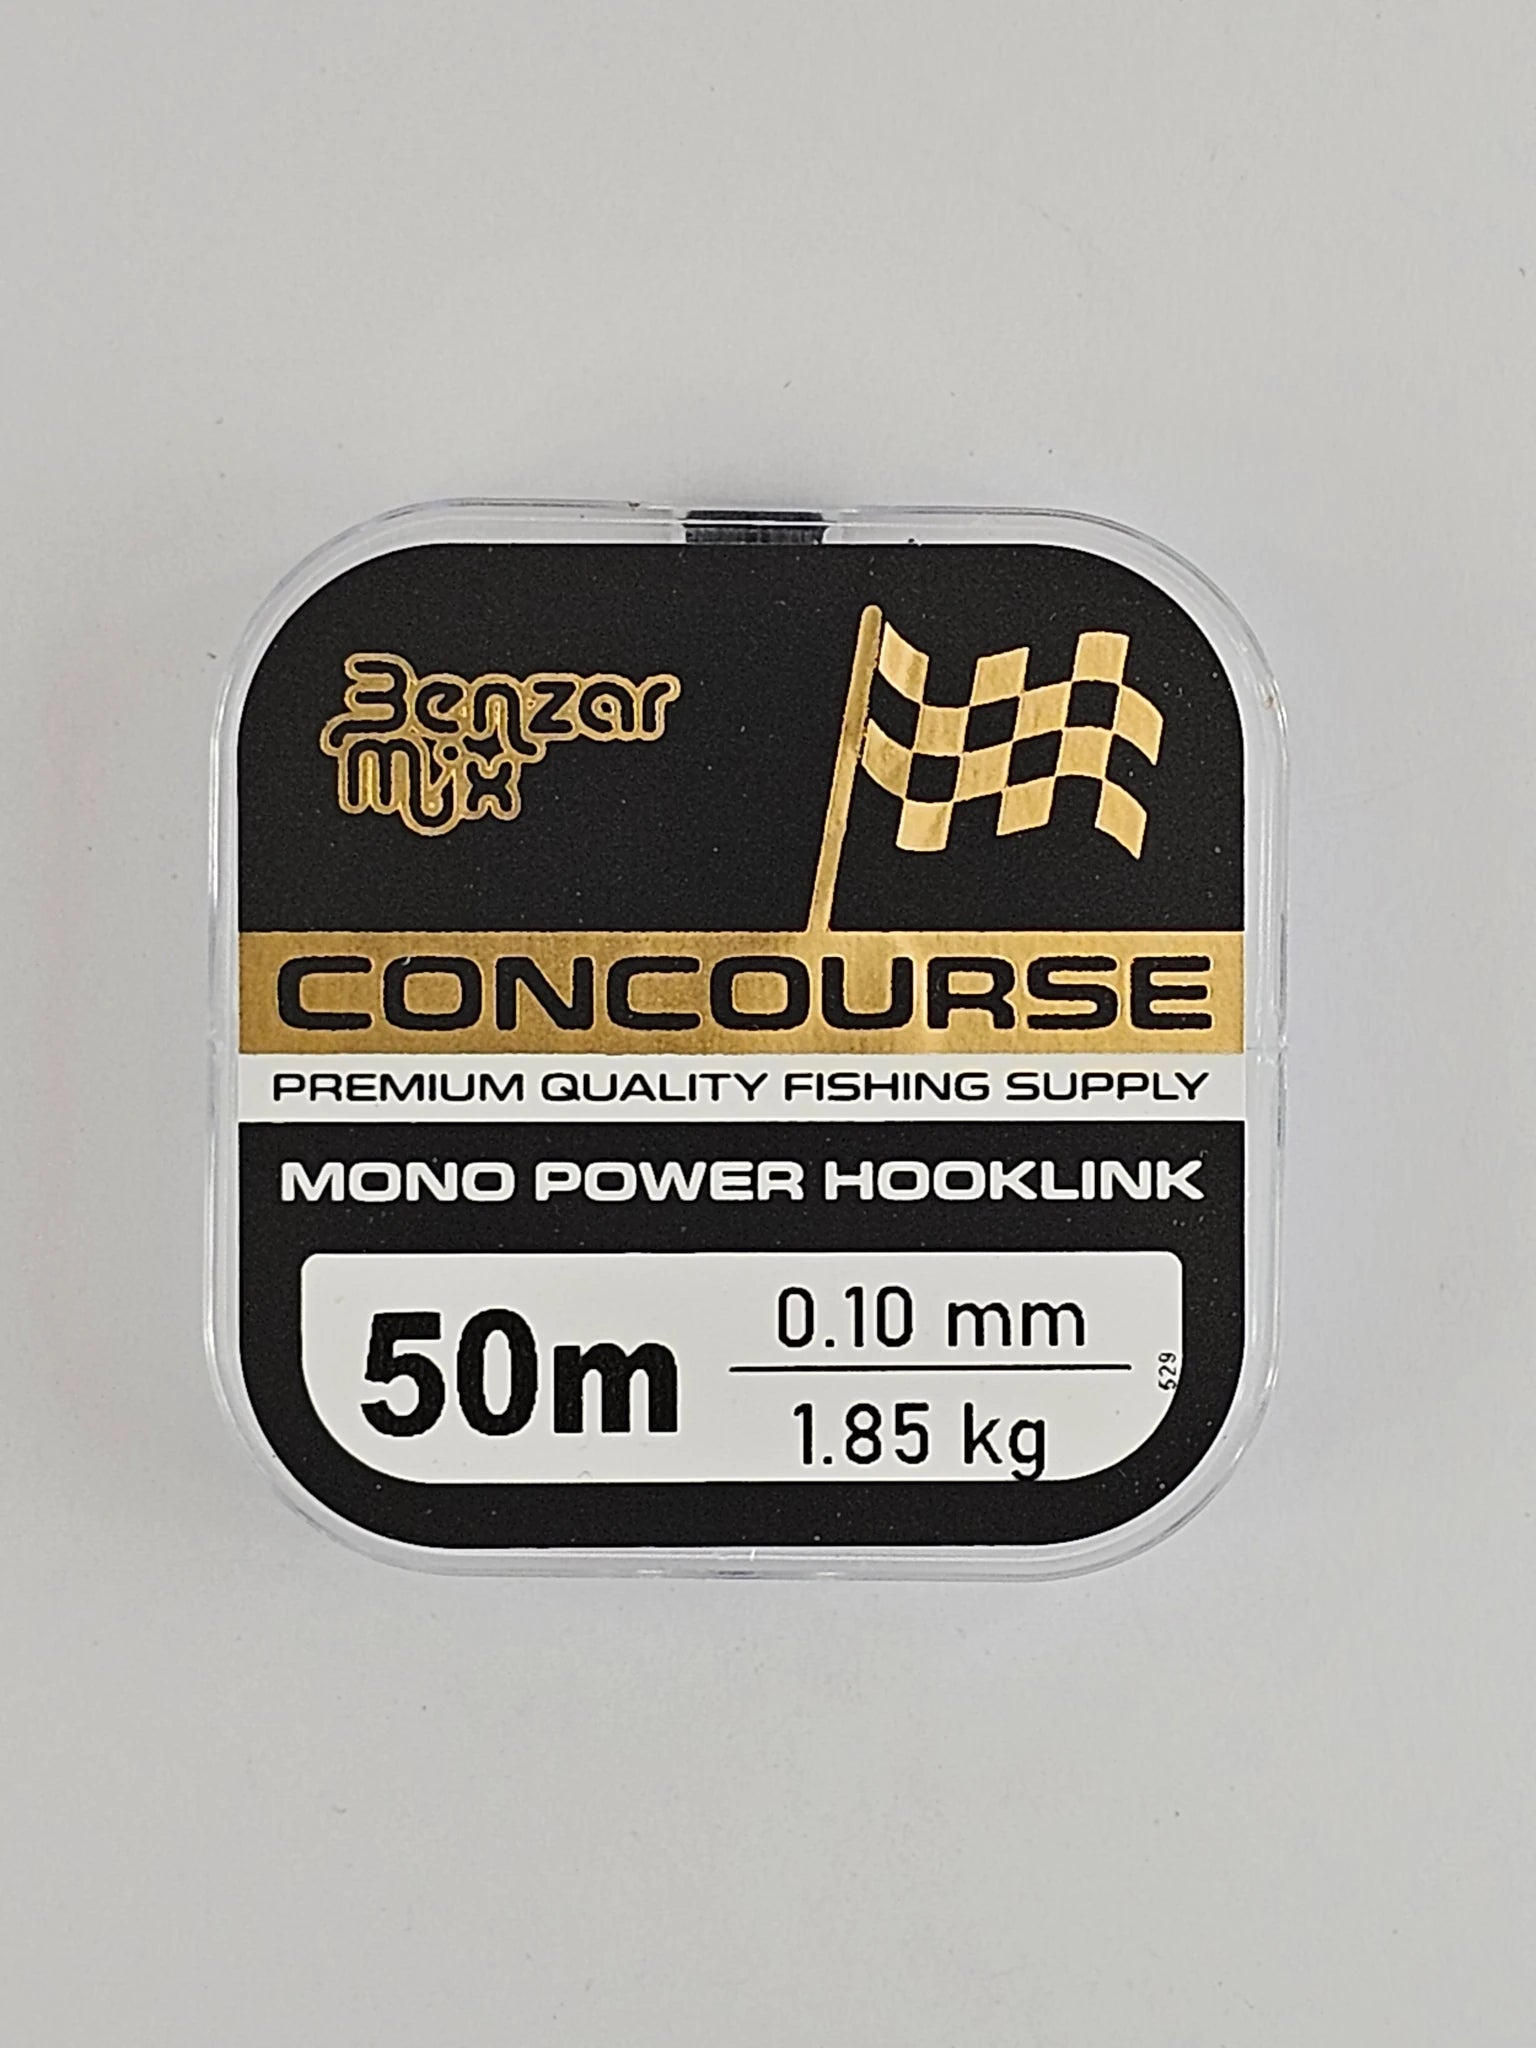 Benzar
Mix
CONCOURSE
PREMIUM QUALITY FISHING SUPPLY
MONO POWER HOOKLINK
50m
0.10 mm
1.85 kg
529